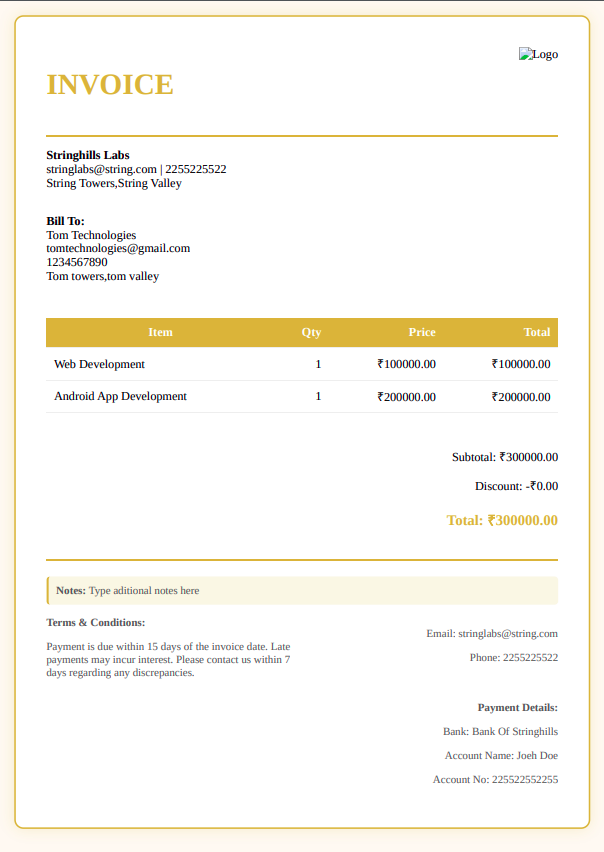 Logo
INVOICE
Stringhills Labs
stringlabs@string.com | 2255225522
String Towers,String Valley
Bill To:
Tom Technologies
tomtechnologies@gmail.com
1234567890
Tom towers,tom valley
Item Qty Price Total
Web Development 1 ₹100000.00 ₹100000.00
Android App Development 1 ₹200000.00 ₹200000.00
Subtotal: ₹300000.00
Discount: -₹0.00
Total: ₹300000.00
Notes: Type aditional notes here
Terms & Conditions:
Payment is due within 15 days of the invoice date. Late
payments may incur interest. Please contact us within 7
days regarding any discrepancies.
Email: stringlabs@string.com
Phone: 2255225522
Payment Details:
Bank: Bank Of Stringhills
Account Name: Joeh Doe
Account No: 225522552255